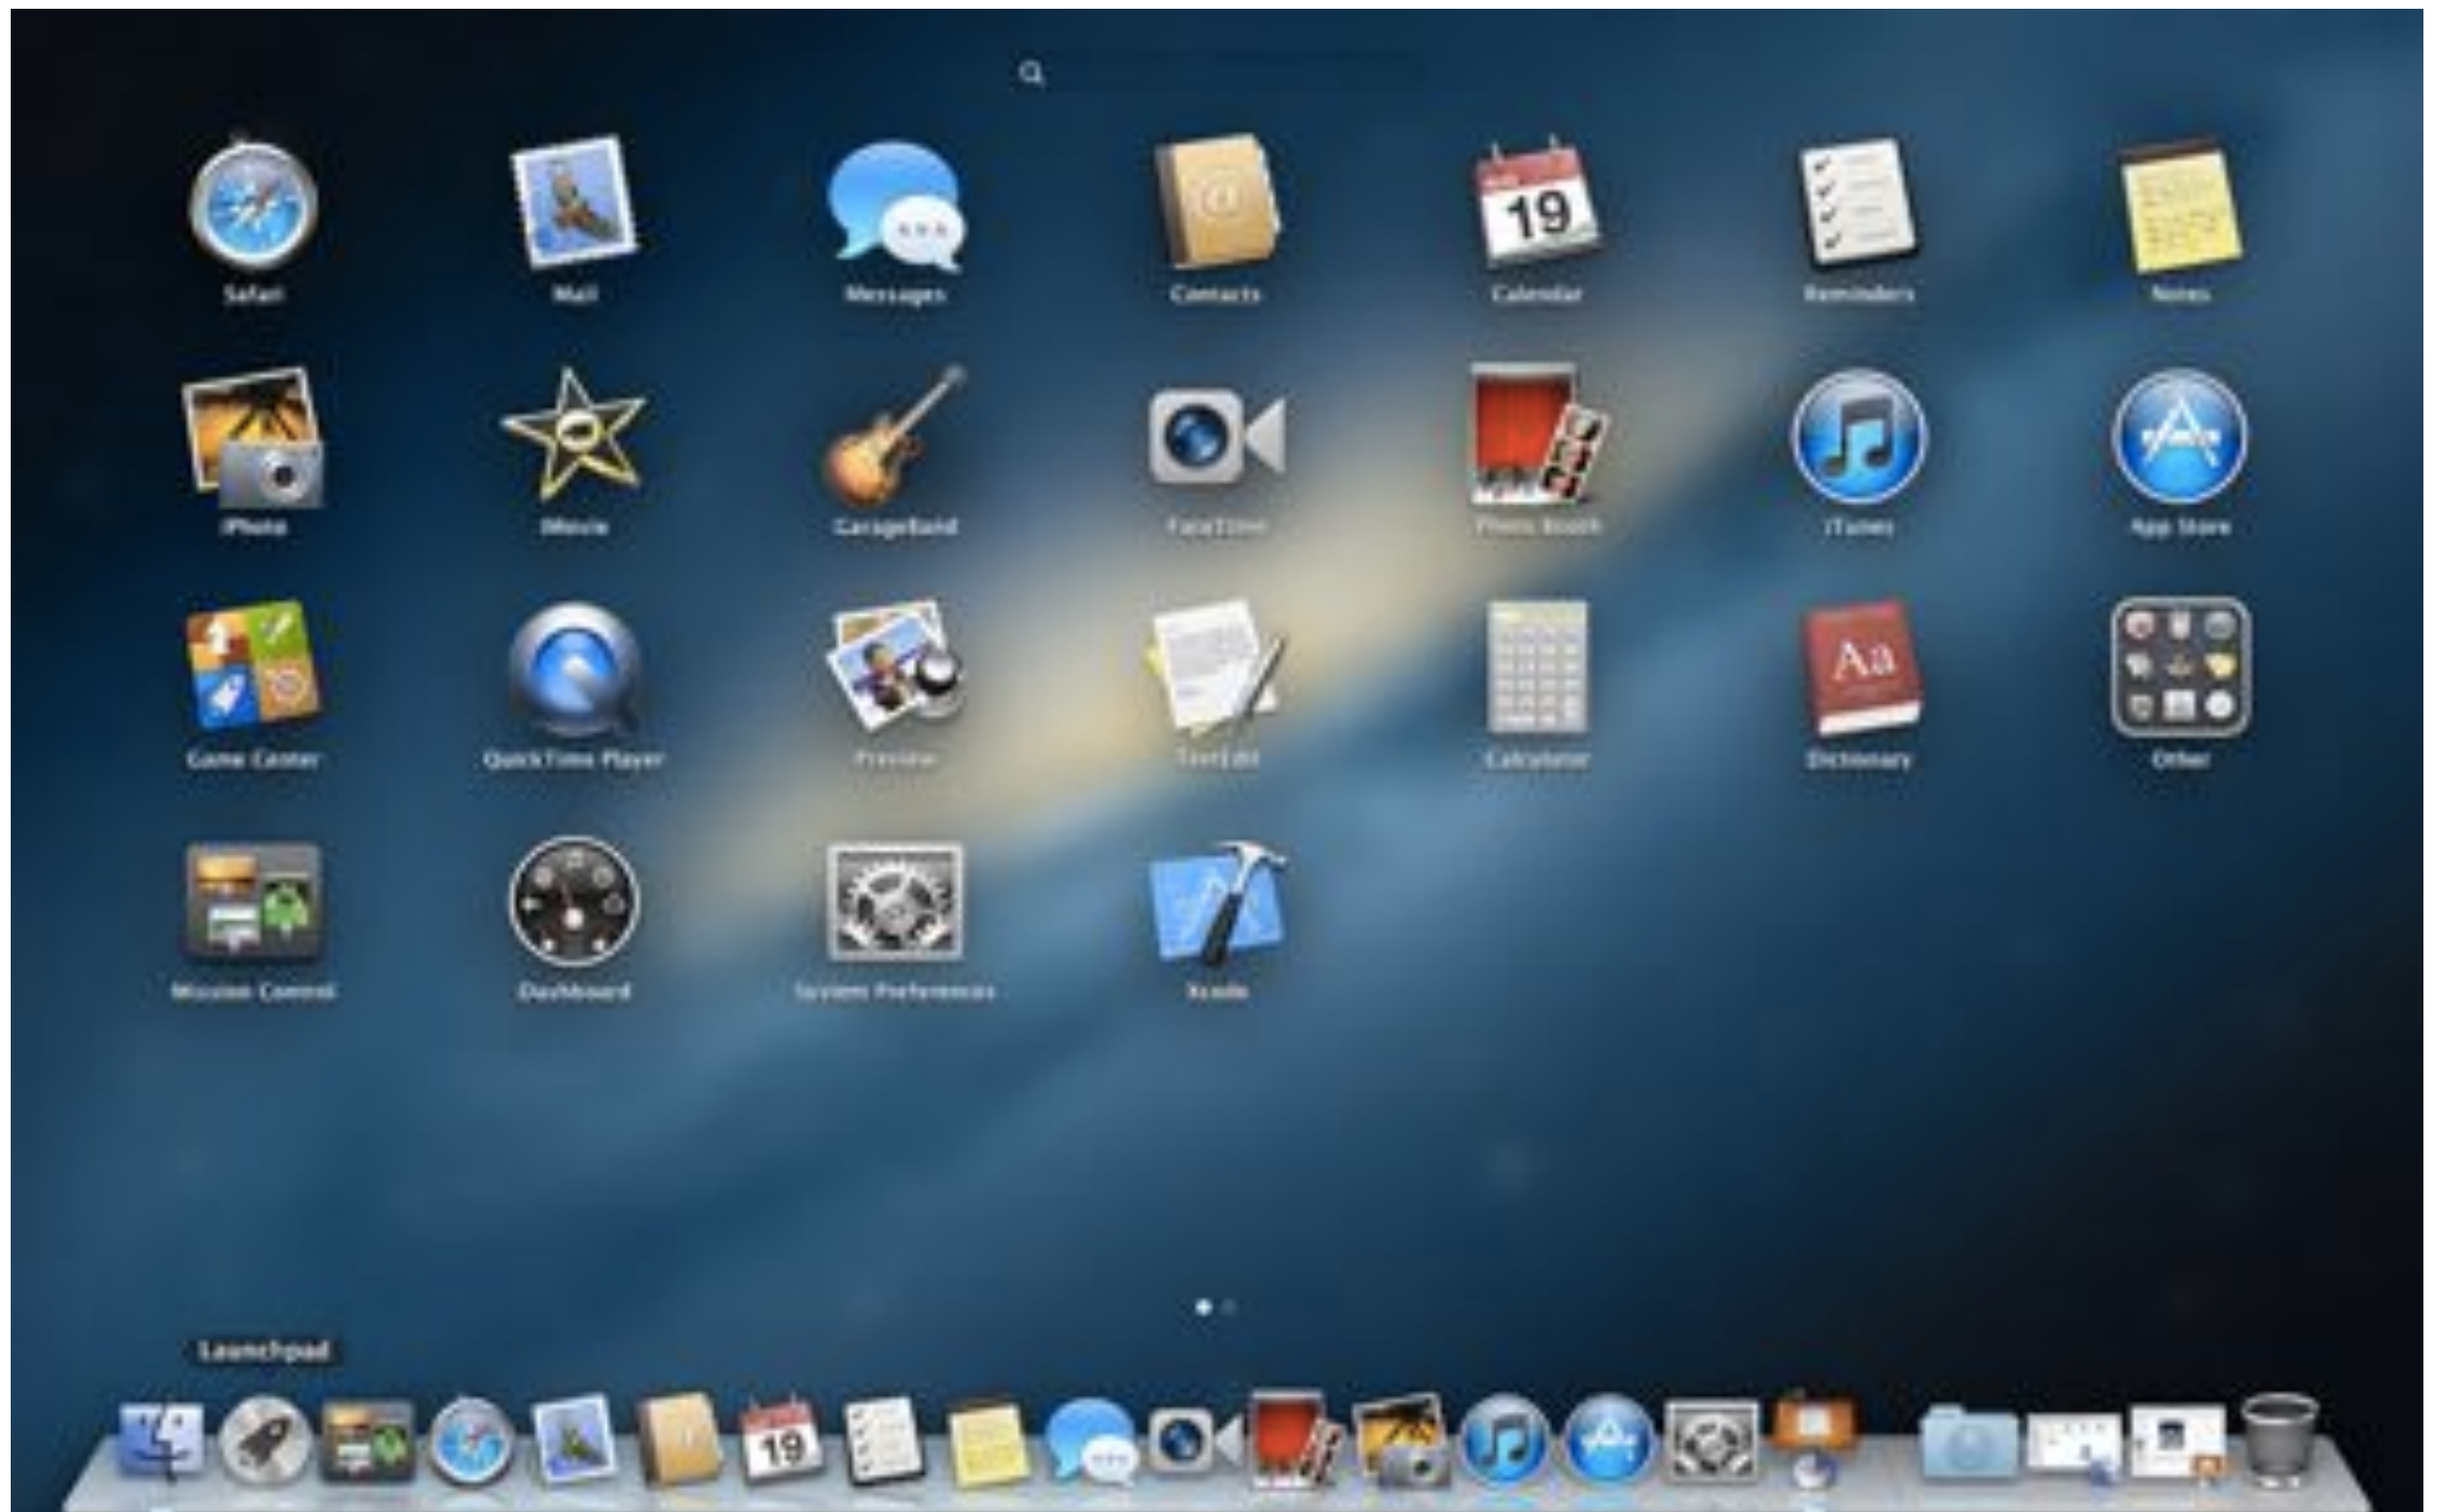 Safari Mail Messages Contacts Calendar Reminders Notes
19
iPhoto iMovie GarageBand FaceTime Photo Booth iTunes App Store
Aa
Game Center QuickTime Player Preview TextEdit Calculator Dictionary Other
Mission Control Dashboard System Preferences Xcode
Launchpad
19